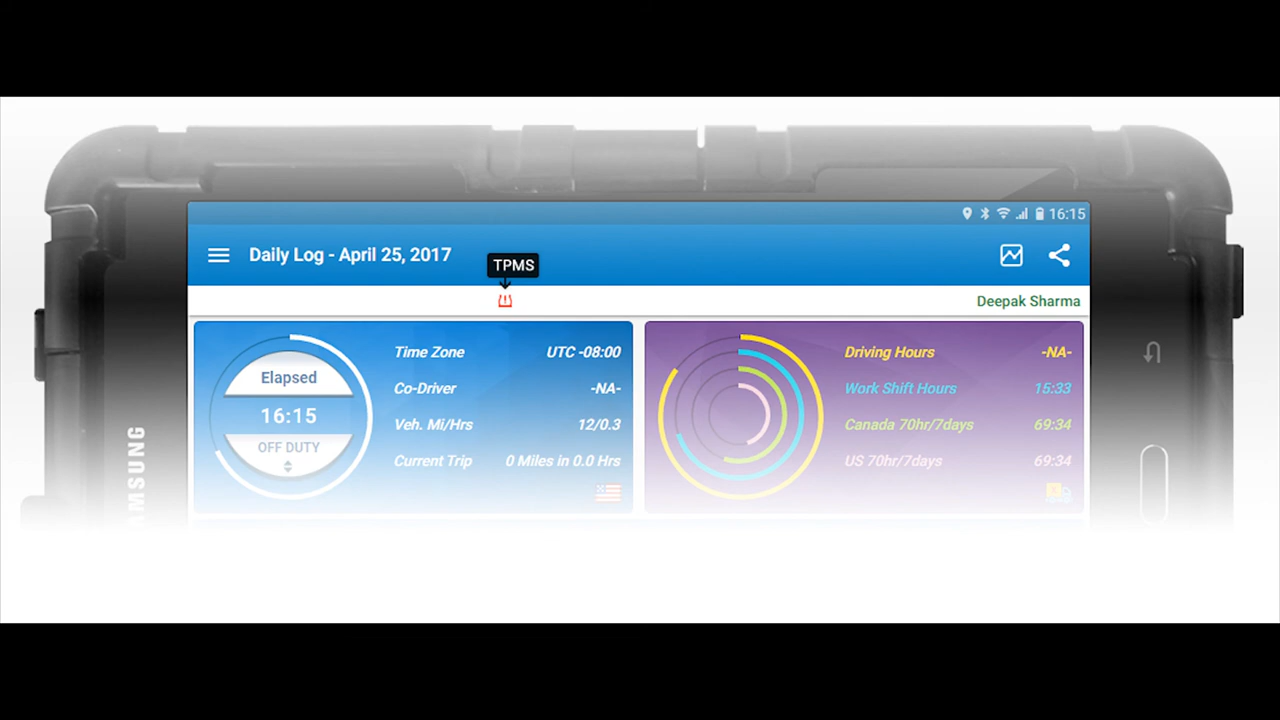 16:15
Daily Log - April 25, 2017
TPMS
Deepak Sharma
Elapsed
16:15
OFF DUTY
Time Zone UTC -08:00
Co-Driver -NA-
Veh. Mi/Hrs 12/0.3
Current Trip 0 Miles in 0.0 Hrs
Driving Hours -NA-
Work Shift Hours 15:33
Canada 70hr/7days 69:34
US 70hr/7days 69:34
AMSUNG